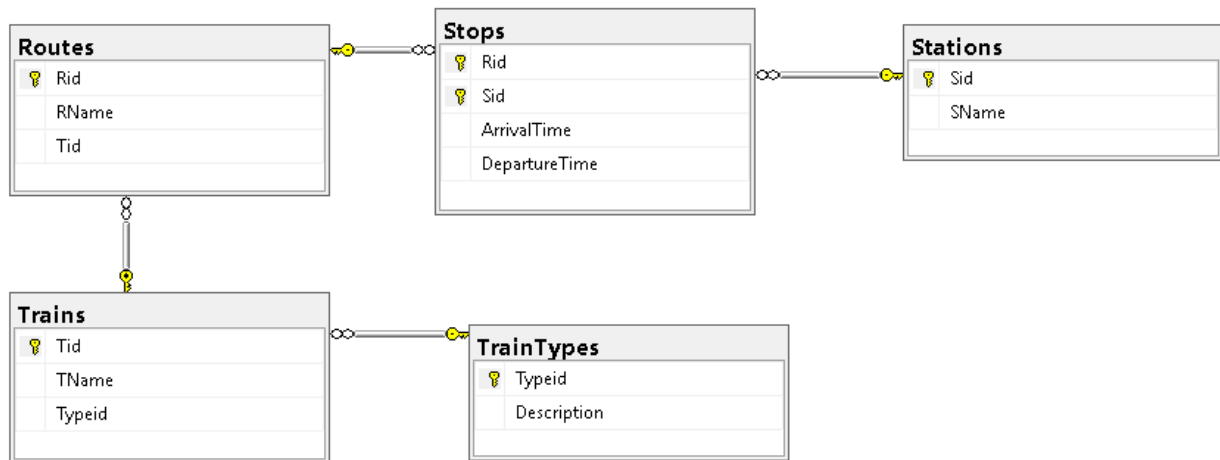 Routes
Rid
RName
Tid
Stops
Rid
Sid
ArrivalTime
DepartureTime
Stations
Sid
SName
Trains
Tid
TName
Typeid
TrainTypes
Typeid
Description